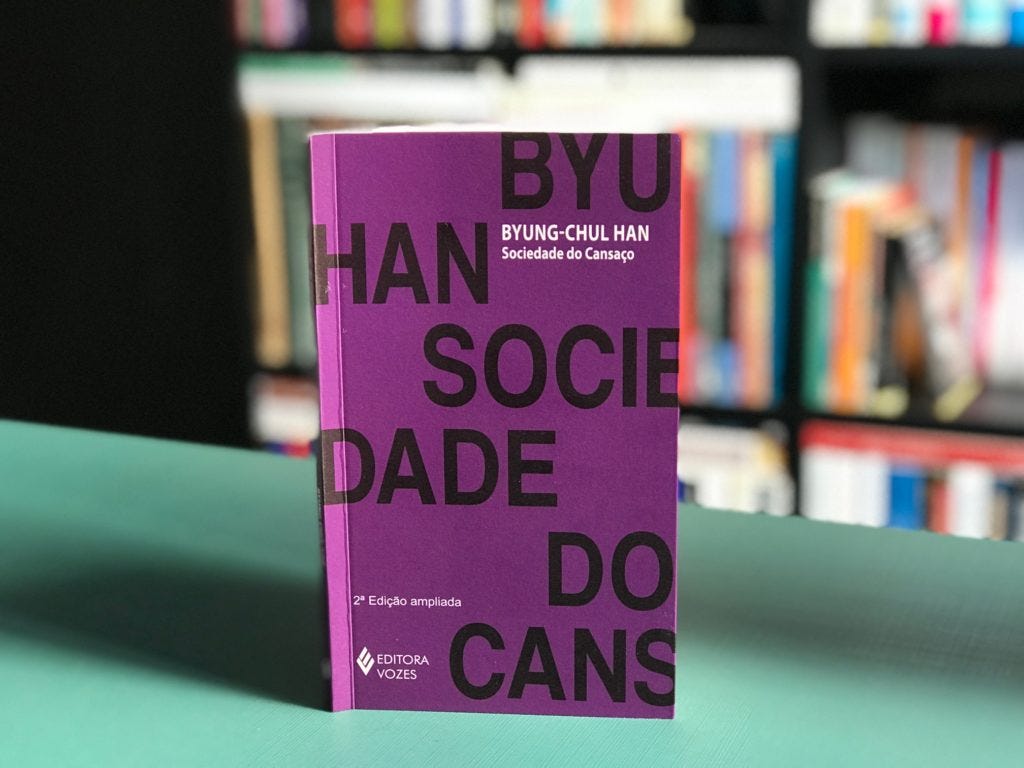 BYU
BYUNG-CHUL HAN
Sociedade do Cansaço
HAN
SOCIE
DADE
DO
2ª Edição ampliada
CANS
EDITORA
VOZES